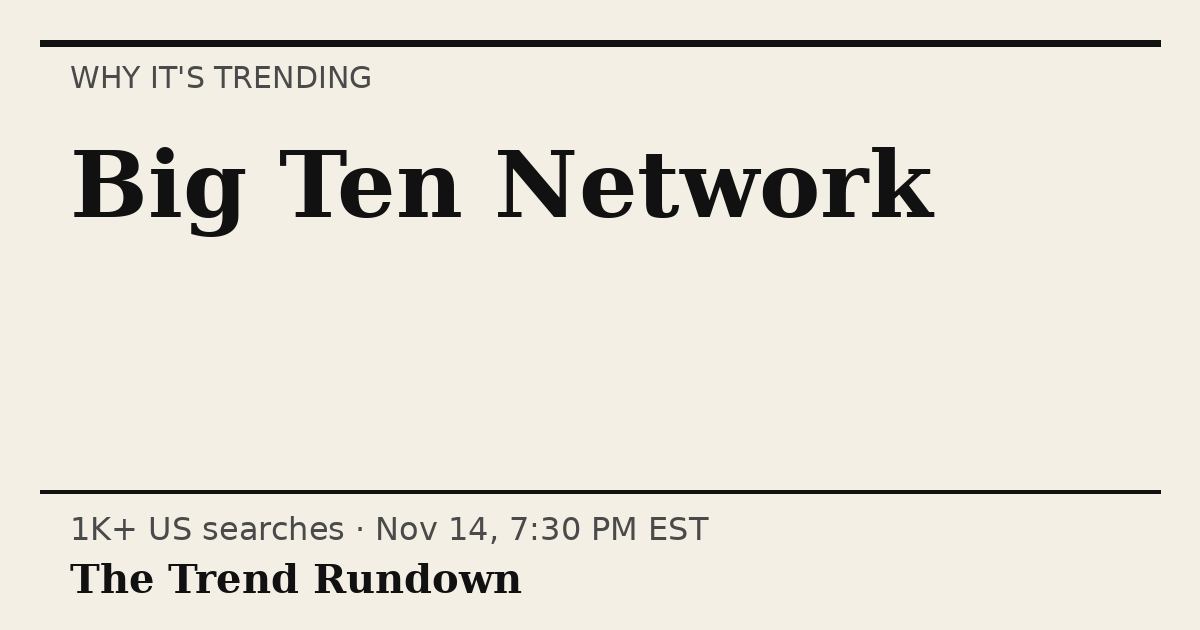 WHY IT'S TRENDING
Big Ten Network
1K+ US searches · Nov 14, 7:30 PM EST
The Trend Rundown